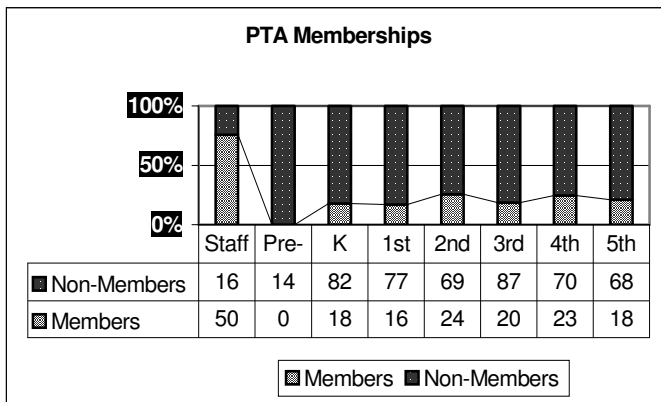 PTA Memberships
100%
50%
0%
Staff Pre- K 1st 2nd 3rd 4th 5th
Non-Members 16 14 82 77 69 87 70 68
Members 50 0 18 16 24 20 23 18
Members Non-Members